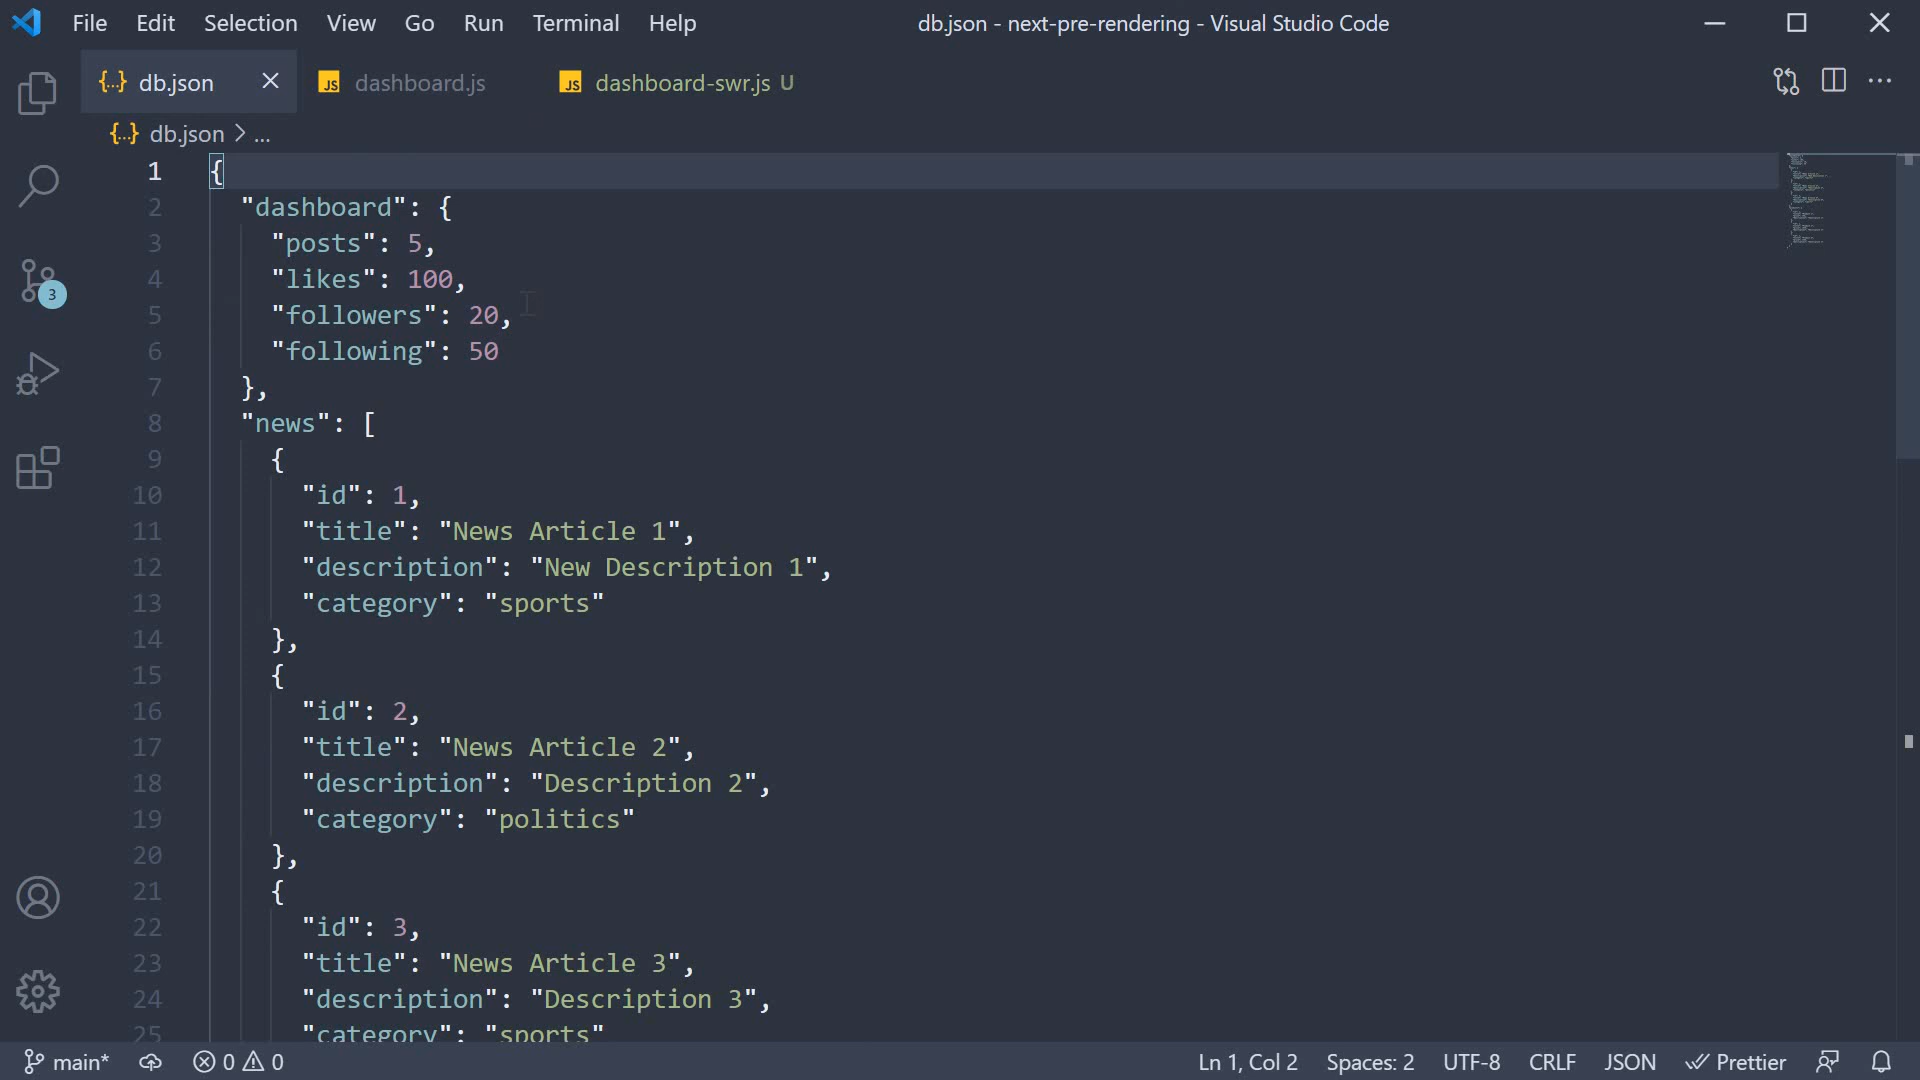 File Edit Selection View Go Run Terminal Help db.json - next-pre-rendering - Visual Studio Code
{..} db.json JS dashboard.js JS dashboard-swr.js U
{..} db.json > ...
1 {
2 "dashboard": {
3 "posts": 5,
4 "likes": 100,
5 "followers": 20,
6 "following": 50
7 },
8 "news": [
9 {
10 "id": 1,
11 "title": "News Article 1",
12 "description": "New Description 1",
13 "category": "sports"
14 },
15 {
16 "id": 2,
17 "title": "News Article 2",
18 "description": "Description 2",
19 "category": "politics"
20 },
21 {
22 "id": 3,
23 "title": "News Article 3",
24 "description": "Description 3",
25 "category": "sports"
3
main* 0 0 Ln 1, Col 2 Spaces: 2 UTF-8 CRLF JSON Prettier